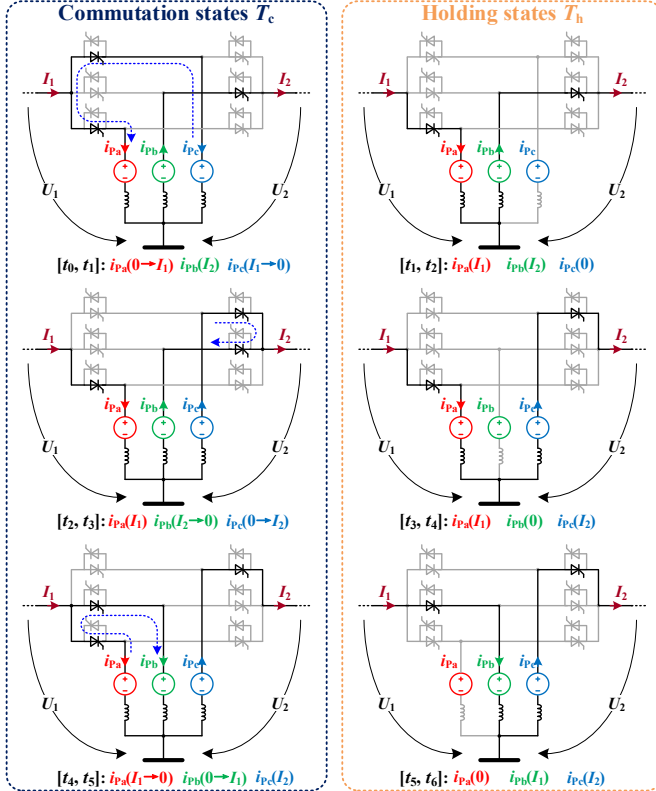 Commutation states Tc
Holding states Th
I1 I2
iPa iPb iPc
U1 U2
[t0, t1]: iPa(0→I1) iPb(I2) iPc(I1→0)
I1 I2
iPa iPb iPc
U1 U2
[t1, t2]: iPa(I1) iPb(I2) iPc(0)
I1 I2
iPa iPb iPc
U1 U2
[t2, t3]: iPa(I1) iPb(I2→0) iPc(0→I2)
I1 I2
iPa iPb iPc
U1 U2
[t3, t4]: iPa(I1) iPb(0) iPc(I2)
I1 I2
iPa iPb iPc
U1 U2
[t4, t5]: iPa(I1→0) iPb(0→I1) iPc(I2)
I1 I2
iPa iPb iPc
U1 U2
[t5, t6]: iPa(0) iPb(I1) iPc(I2)